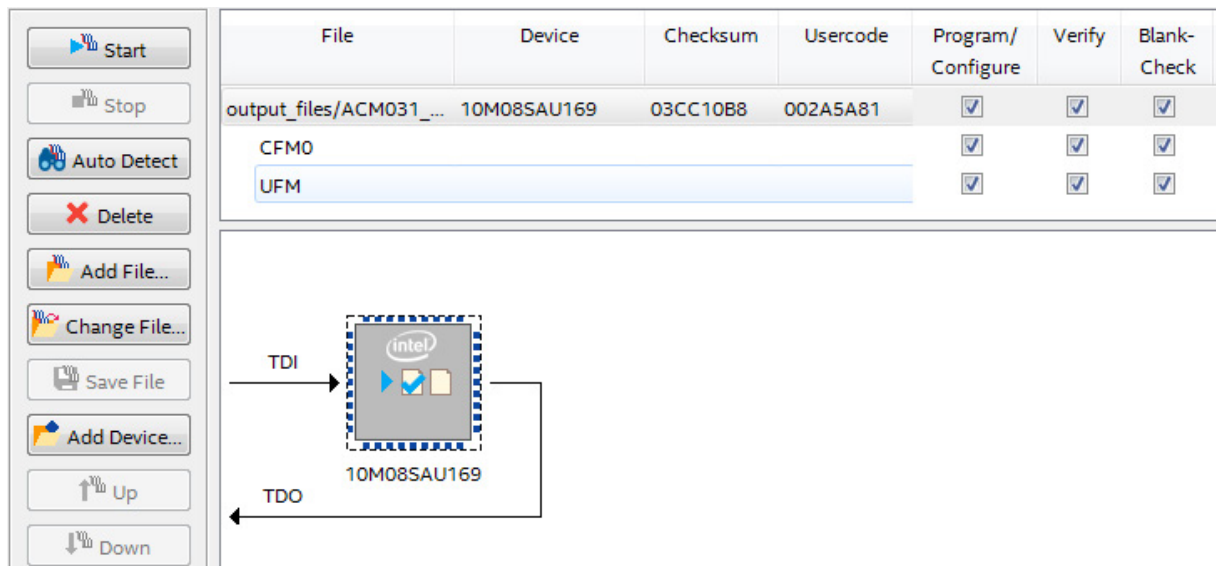 Start
Stop
Auto Detect
Delete
Add File...
Change File...
Save File
Add Device...
Up
Down
File Device Checksum Usercode Program/ Configure Verify Blank- Check
output_files/ACM031_... 10M08SAU169 03CC10B8 002A5A81
CFM0
UFM
TDI
intel
10M08SAU169
TDO